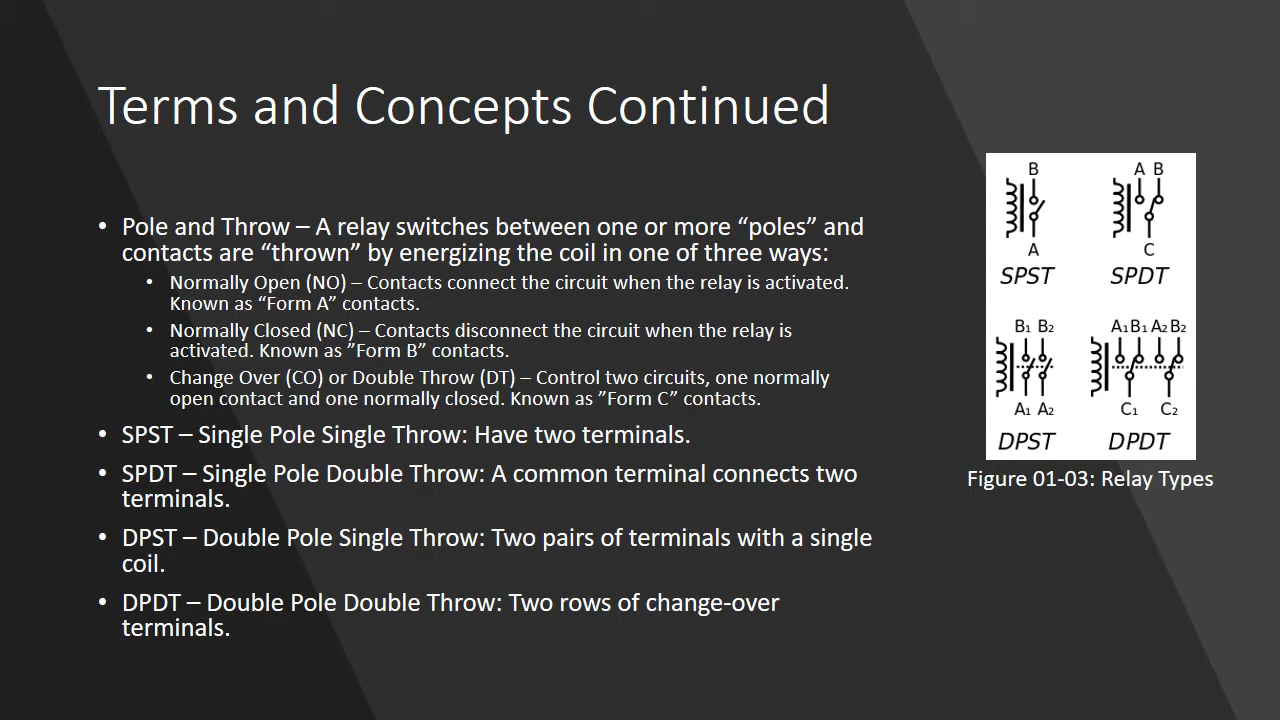 Terms and Concepts Continued
• Pole and Throw – A relay switches between one or more “poles” and
contacts are “thrown” by energizing the coil in one of three ways:
• Normally Open (NO) – Contacts connect the circuit when the relay is activated.
Known as “Form A” contacts.
• Normally Closed (NC) – Contacts disconnect the circuit when the relay is
activated. Known as ”Form B” contacts.
• Change Over (CO) or Double Throw (DT) – Control two circuits, one normally
open contact and one normally closed. Known as ”Form C” contacts.
• SPST – Single Pole Single Throw: Have two terminals.
• SPDT – Single Pole Double Throw: A common terminal connects two
terminals.
• DPST – Double Pole Single Throw: Two pairs of terminals with a single
coil.
• DPDT – Double Pole Double Throw: Two rows of change-over
terminals.
B
A
SPST
A B
C
SPDT
B₁ B₂
A₁ A₂
DPST
A₁ B₁ A₂ B₂
C₁ C₂
DPDT
Figure 01-03: Relay Types